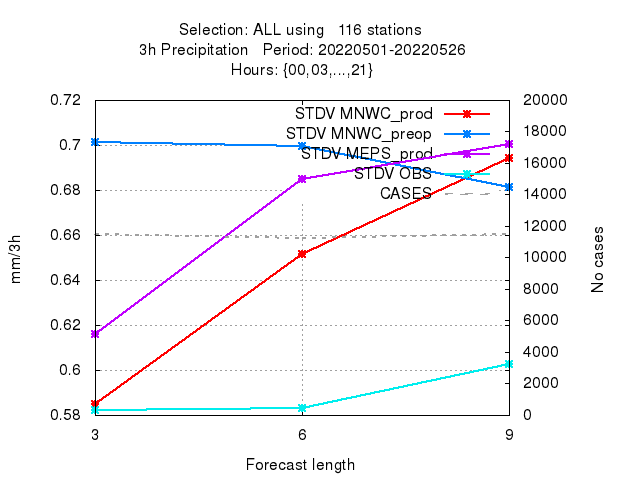 Selection: ALL using   116 stations
3h Precipitation   Period: 20220501-20220526
Hours: {00,03,...,21}
0.72
0.7
0.68
0.66
0.64
0.62
0.6
0.58
20000
18000
16000
14000
12000
10000
8000
6000
4000
2000
0
STDV MNWC_prod
STDV MNWC_preop
STDV MEPS_prod
STDV OBS
CASES
mm/3h
No cases
3 6 9
Forecast length